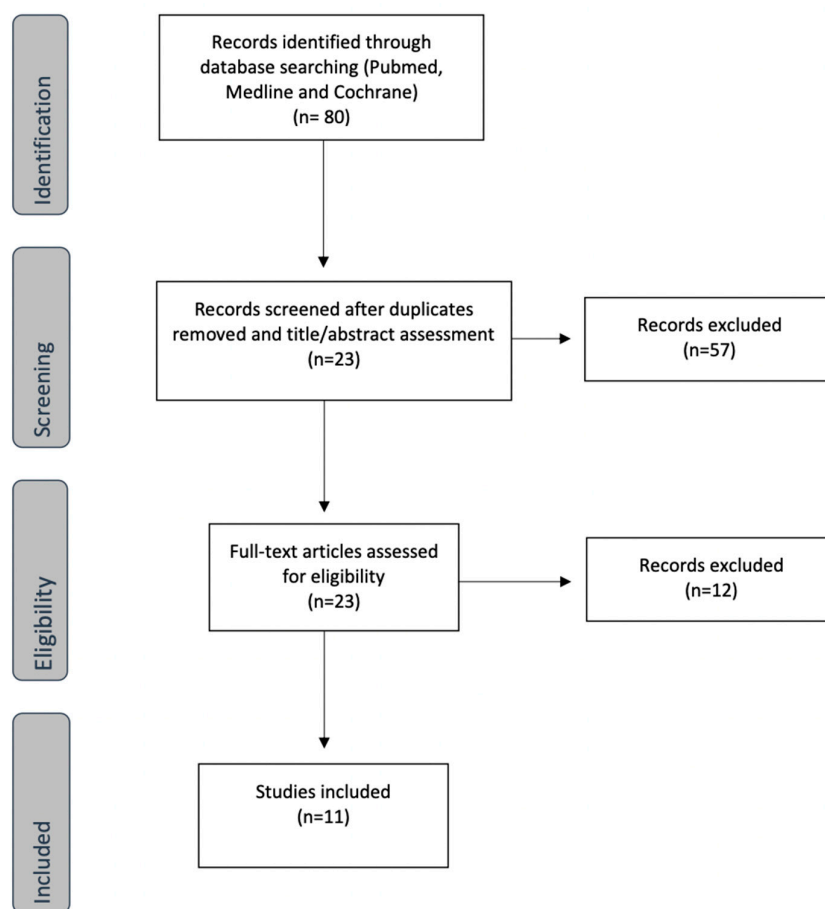 Identification
Records identified through
database searching (Pubmed,
Medline and Cochrane)
(n= 80)
Screening
Records screened after duplicates
removed and title/abstract assessment
(n=23)
Records excluded
(n=57)
Eligibility
Full-text articles assessed
for eligibility
(n=23)
Records excluded
(n=12)
Included
Studies included
(n=11)